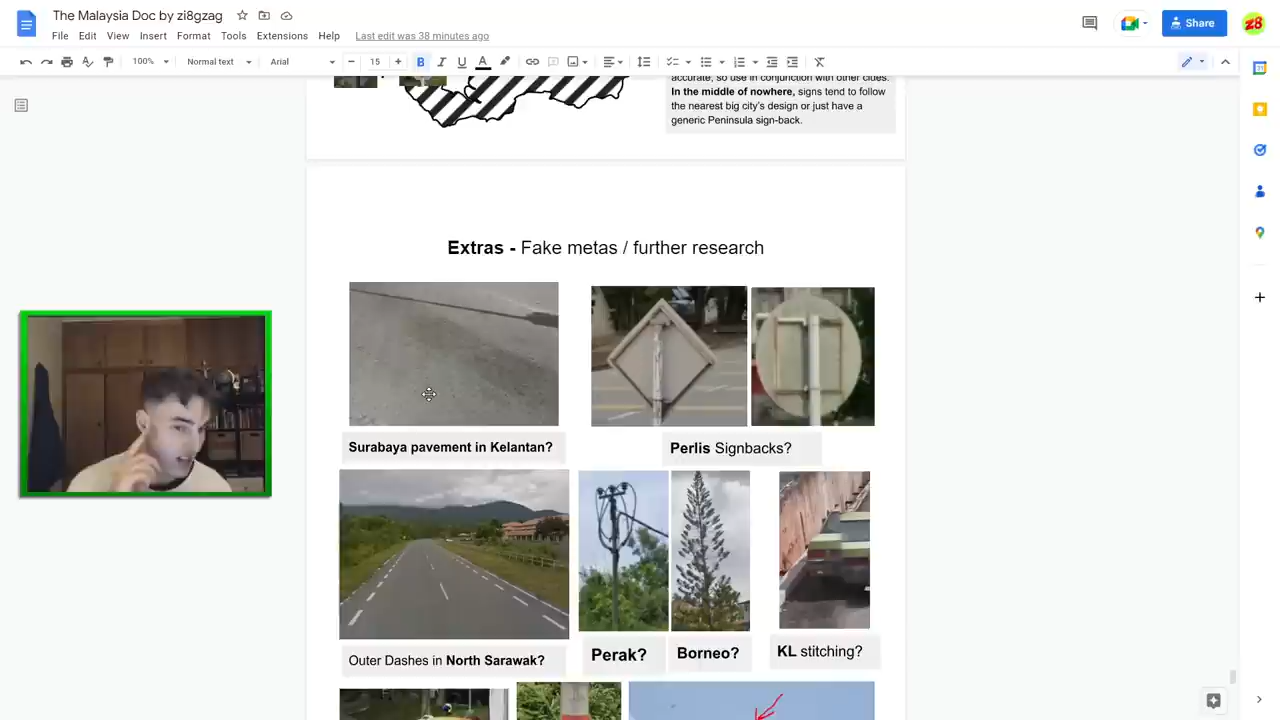 The Malaysia Doc by zi8gzag
File Edit View Insert Format Tools Extensions Help Last edit was 38 minutes ago
Share
z8
100% Normal text Arial − 15 + B I U A
accurate, so use in conjunction with other clues.
In the middle of nowhere, signs tend to
follow the nearest big city's design or just have a
generic Peninsula sign-back.
Extras - Fake metas / further research
Surabaya pavement in Kelantan?
Perlis Signbacks?
Outer Dashes in North Sarawak?
Perak?
Borneo?
KL stitching?